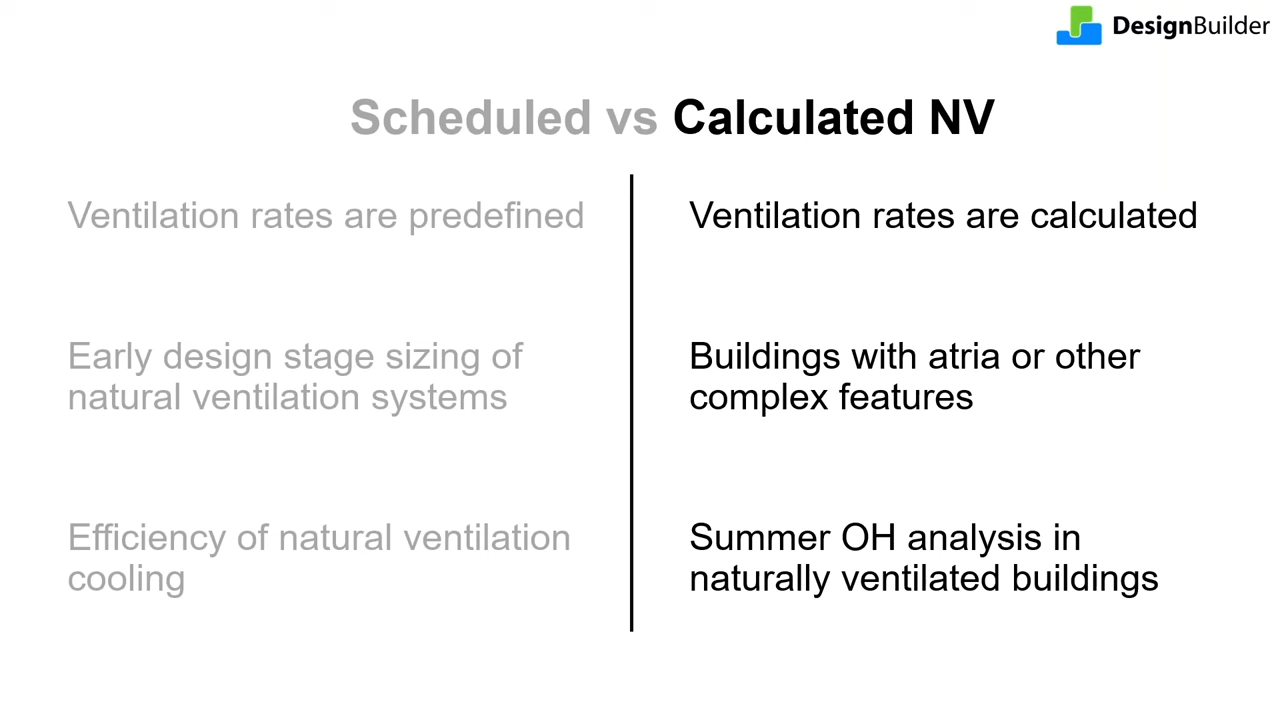 DesignBuilder
Scheduled vs Calculated NV
Ventilation rates are predefined
Early design stage sizing of
natural ventilation systems
Efficiency of natural ventilation
cooling
Ventilation rates are calculated
Buildings with atria or other
complex features
Summer OH analysis in
naturally ventilated buildings